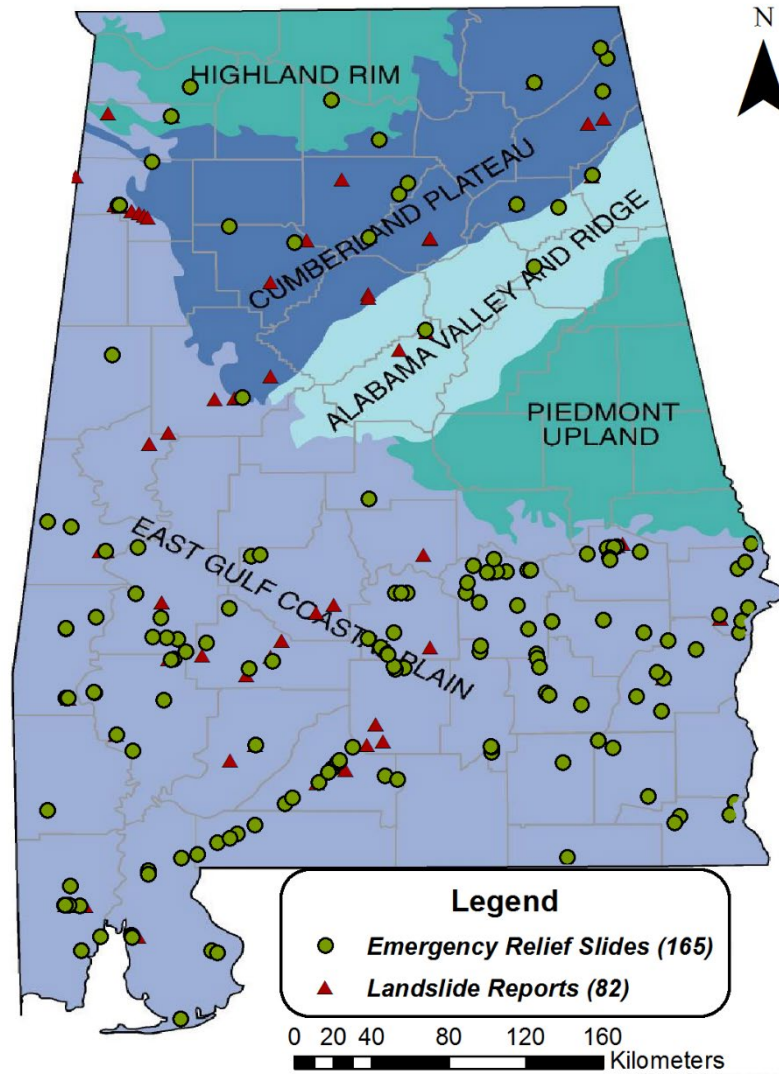 N
HIGHLAND RIM
CUMBERLAND PLATEAU
ALABAMA VALLEY AND RIDGE
PIEDMONT
UPLAND
EAST GULF COASTAL PLAIN
Legend
Emergency Relief Slides (165)
Landslide Reports (82)
0 20 40 80 120 160
Kilometers